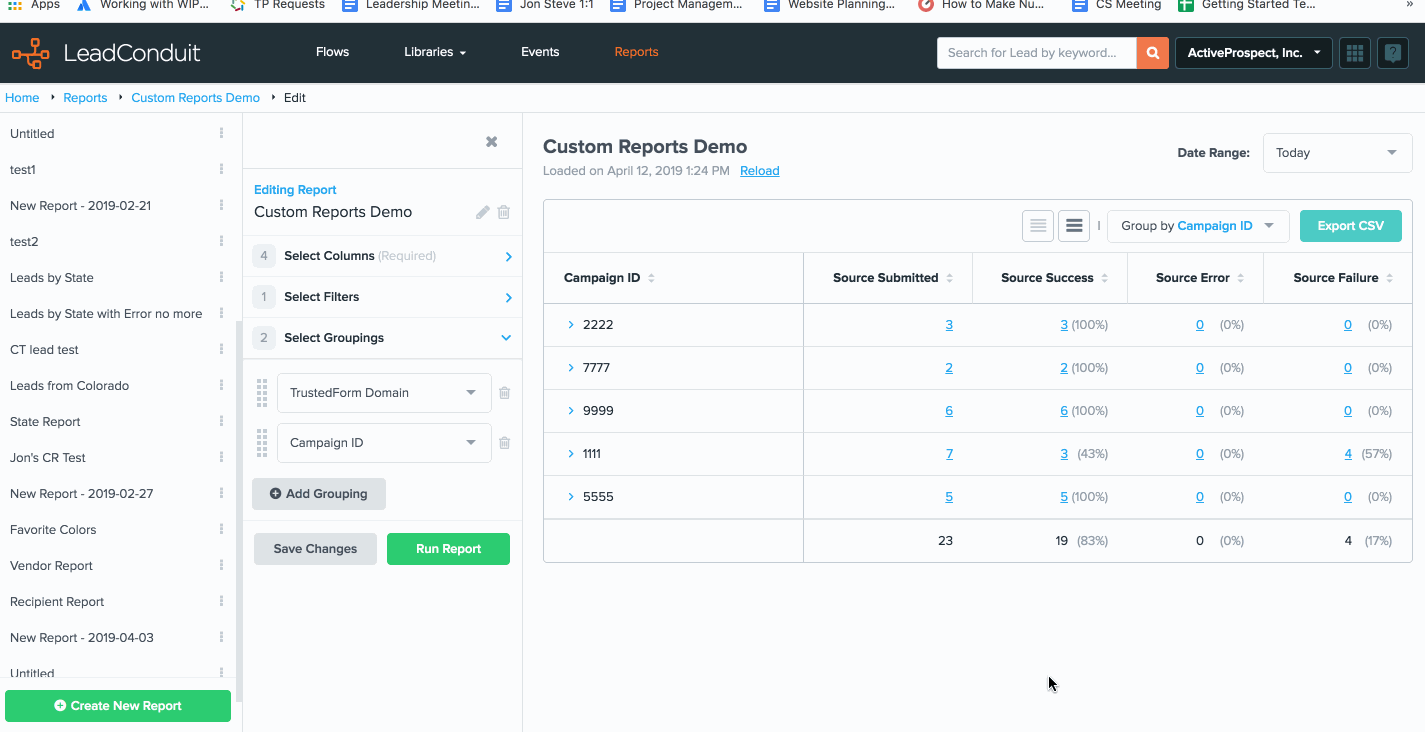 Apps Working with WIP... TP Requests Leadership Meetin... Jon Steve 1:1 Project Managem... Website Planning... How to Make Nu... CS Meeting Getting Started Te... »
LeadConduit Flows Libraries Events Reports Search for Lead by keyword... ActiveProspect, Inc. ?
Home Reports Custom Reports Demo Edit
Untitled
test1
New Report - 2019-02-21
test2
Leads by State
Leads by State with Error no more
CT lead test
Leads from Colorado
State Report
Jon's CR Test
New Report - 2019-02-27
Favorite Colors
Vendor Report
Recipient Report
New Report - 2019-04-03
Untitled
Create New Report
Editing Report
Custom Reports Demo
4 Select Columns (Required)
1 Select Filters
2 Select Groupings
TrustedForm Domain
Campaign ID
Add Grouping
Save Changes Run Report
Custom Reports Demo
Loaded on April 12, 2019 1:24 PM Reload
Date Range: Today
| Group by Campaign ID Export CSV
Campaign ID Source Submitted Source Success Source Error Source Failure
2222 3 3 (100%) 0 (0%) 0 (0%)
7777 2 2 (100%) 0 (0%) 0 (0%)
9999 6 6 (100%) 0 (0%) 0 (0%)
1111 7 3 (43%) 0 (0%) 4 (57%)
5555 5 5 (100%) 0 (0%) 0 (0%)
23 19 (83%) 0 (0%) 4 (17%)